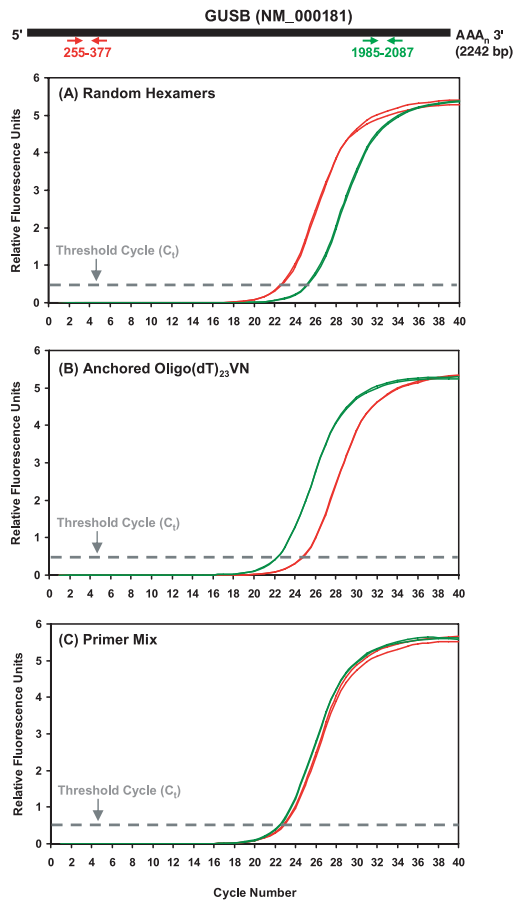 GUSB (NM_000181)
5'
AAAn 3'
255-377
1985-2087
(2242 bp)
(A) Random Hexamers
Relative Fluorescence Units
6
5
4
3
2
1
0
Threshold Cycle (Ct)
0 2 4 6 8 10 12 14 16 18 20 22 24 26 28 30 32 34 36 38 40
(B) Anchored Oligo(dT)23VN
Relative Fluorescence Units
6
5
4
3
2
1
0
Threshold Cycle (Ct)
0 2 4 6 8 10 12 14 16 18 20 22 24 26 28 30 32 34 36 38 40
(C) Primer Mix
Relative Fluorescence Units
6
5
4
3
2
1
0
Threshold Cycle (Ct)
0 2 4 6 8 10 12 14 16 18 20 22 24 26 28 30 32 34 36 38 40
Cycle Number